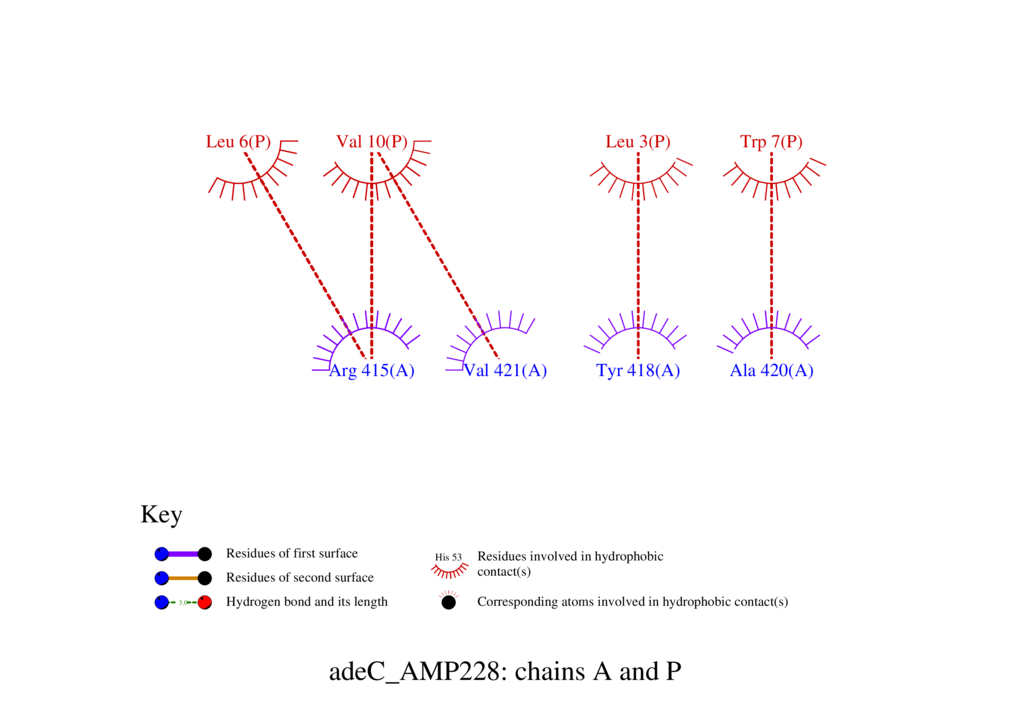 Leu 6(P) Val 10(P) Leu 3(P) Trp 7(P)
Arg 415(A) Val 421(A) Tyr 418(A) Ala 420(A)
Key
Residues of first surface
Residues of second surface
3.0 Hydrogen bond and its length
His 53 Residues involved in hydrophobic
contact(s)
Corresponding atoms involved in hydrophobic contact(s)
adeC_AMP228: chains A and P